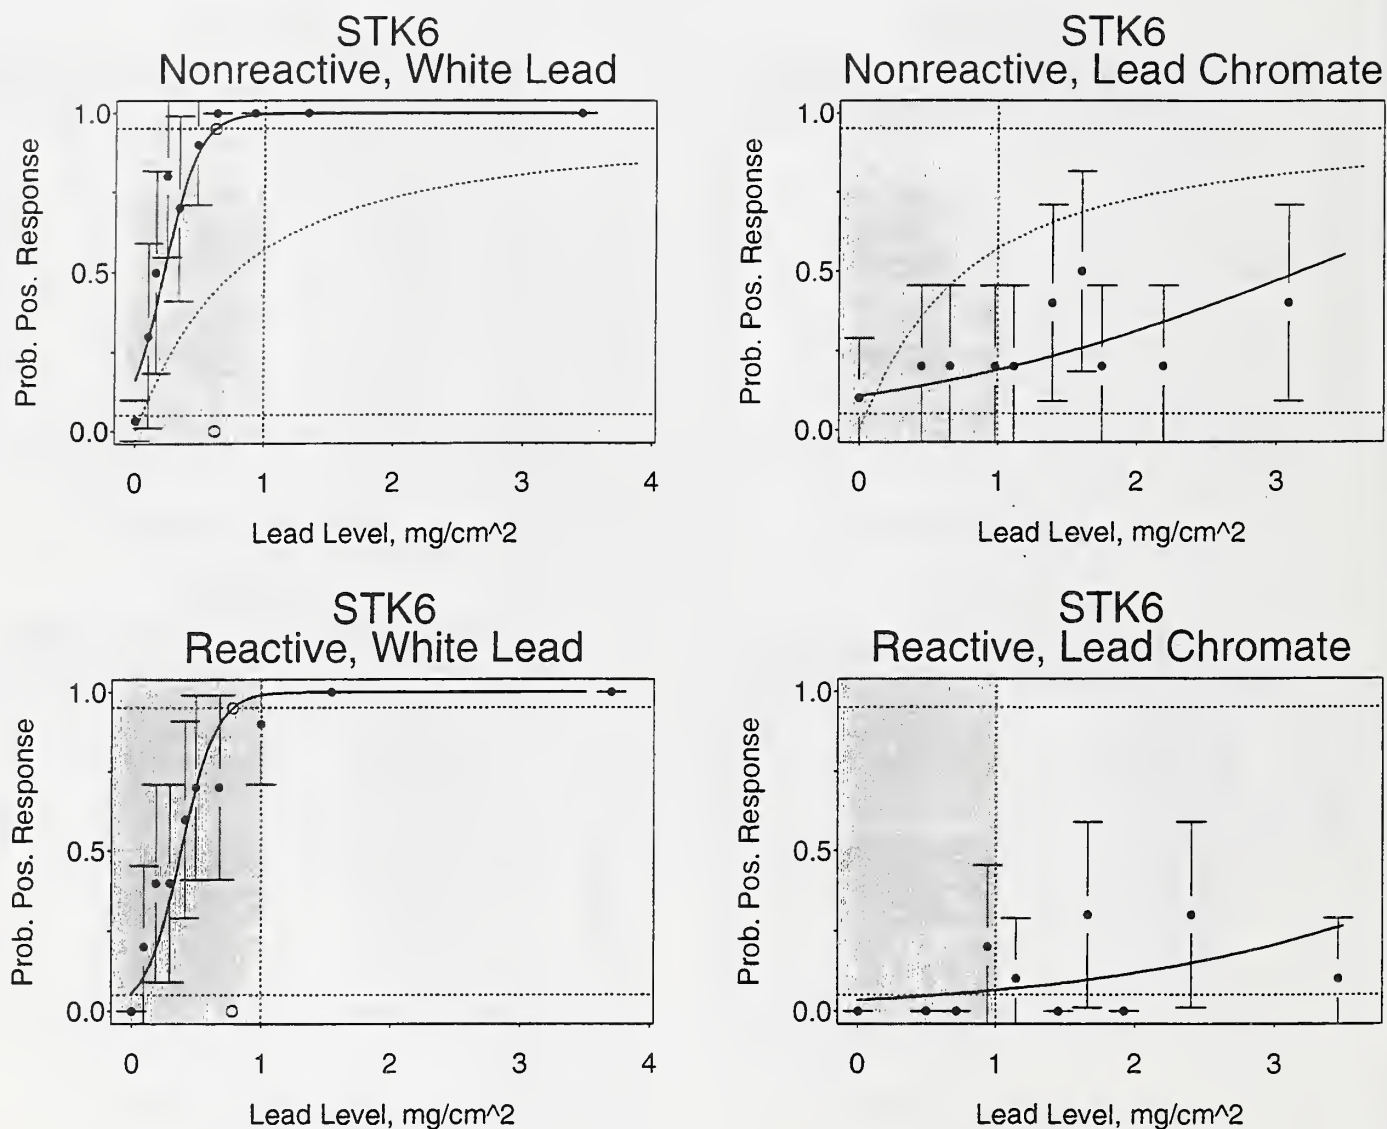 STK6
Nonreactive, White Lead
Prob. Pos. Response
1.0
0.5
0.0
0 1 2 3 4
Lead Level, mg/cm^2
STK6
Nonreactive, Lead Chromate
Prob. Pos. Response
1.0
0.5
0.0
0 1 2 3
Lead Level, mg/cm^2
STK6
Reactive, White Lead
Prob. Pos. Response
1.0
0.5
0.0
0 1 2 3 4
Lead Level, mg/cm^2
STK6
Reactive, Lead Chromate
Prob. Pos. Response
1.0
0.5
0.0
0 1 2 3
Lead Level, mg/cm^2